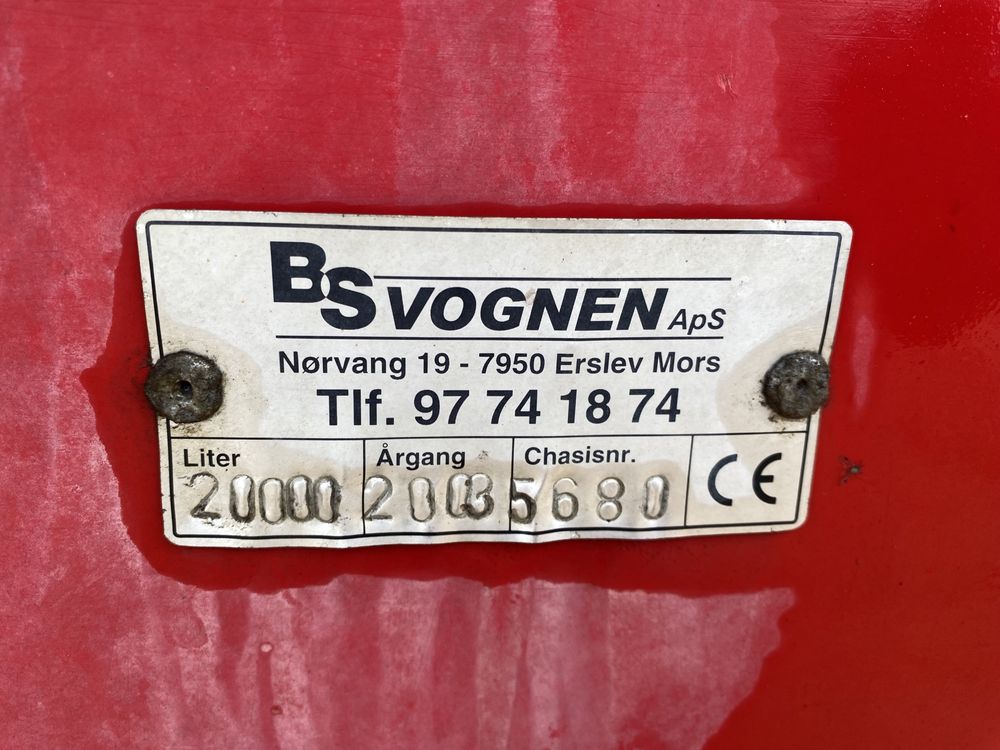 BS VOGNEN ApS
Nørvang 19 - 7950 Erslev Mors
Tlf. 97 74 18 74
Liter Årgang Chasisnr. CE
20000 2003 5680